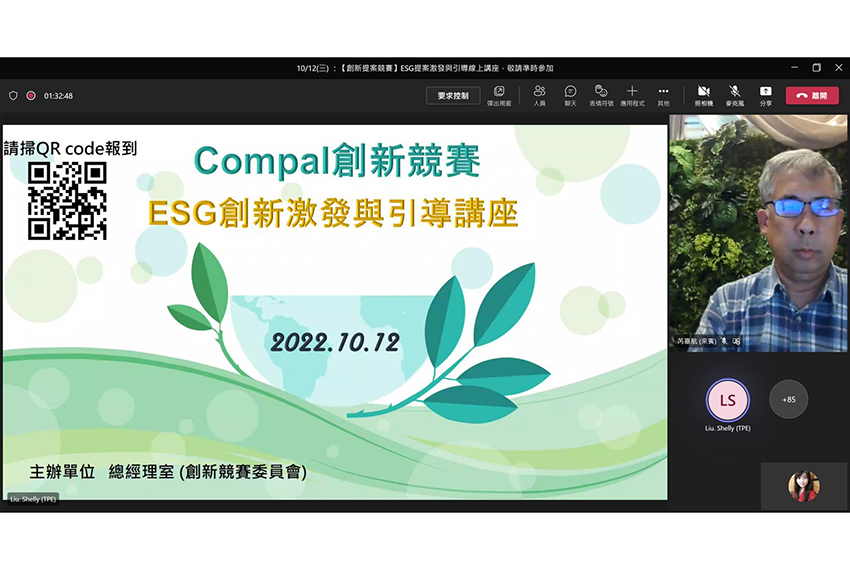 10/12(三) : 【創新提案競賽】ESG提案激發與引導線上講座 - 敬請準時參加
01:32:48
要求控制
彈出視窗
人員
聊天
表情符號
應用程式
其他
照相機
麥克風
分享
離開
請掃QR code報到
Compal創新競賽
ESG創新激發與引導講座
2022.10.12
主辦單位 總經理室 (創新競賽委員會)
Liu. Shelly (TPE)
芮嘉航 (來賓)
LS
Liu. Shelly (TPE)
+85